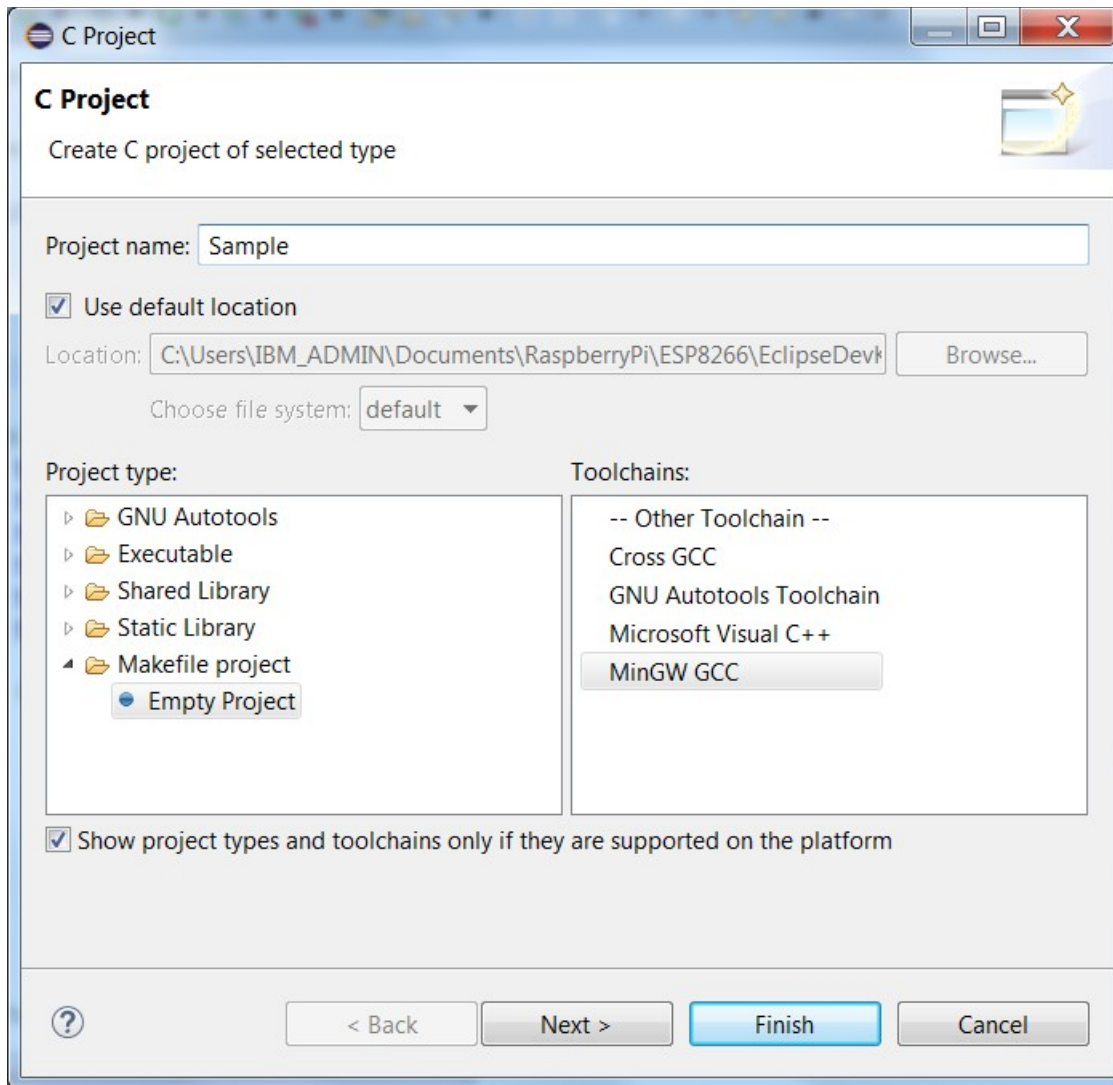 C Project
C Project
Create C project of selected type
Project name: Sample
Use default location
Location: C:\Users\IBM_ADMIN\Documents\RaspberryPi\ESP8266\EclipseDevk Browse...
Choose file system: default
Project type: Toolchains:
GNU Autotools
Executable
Shared Library
Static Library
Makefile project
Empty Project
-- Other Toolchain --
Cross GCC
GNU Autotools Toolchain
Microsoft Visual C++
MinGW GCC
Show project types and toolchains only if they are supported on the platform
? < Back Next > Finish Cancel